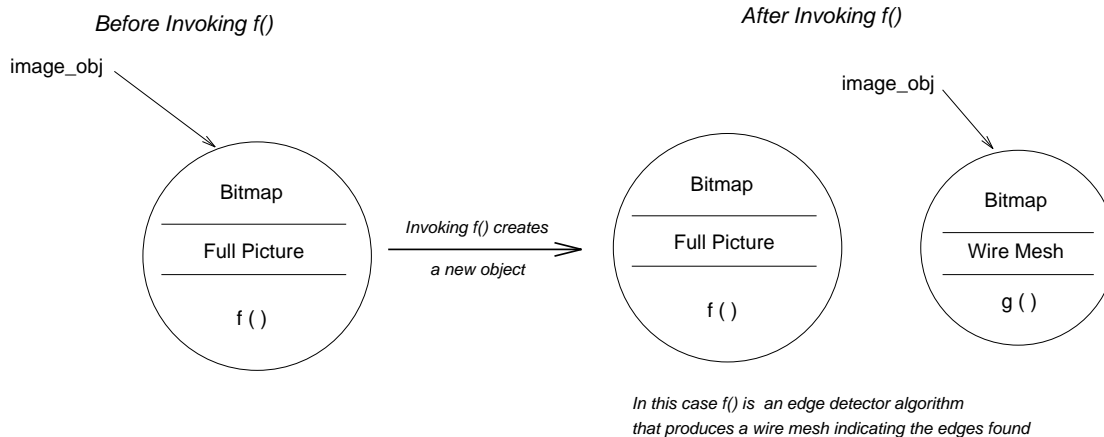 Before Invoking f()
After Invoking f()
image_obj
image_obj
Bitmap
Full Picture
f ( )
Invoking f() creates
a new object
Bitmap
Full Picture
f ( )
Bitmap
Wire Mesh
g ( )
In this case f() is an edge detector algorithm
that produces a wire mesh indicating the edges found